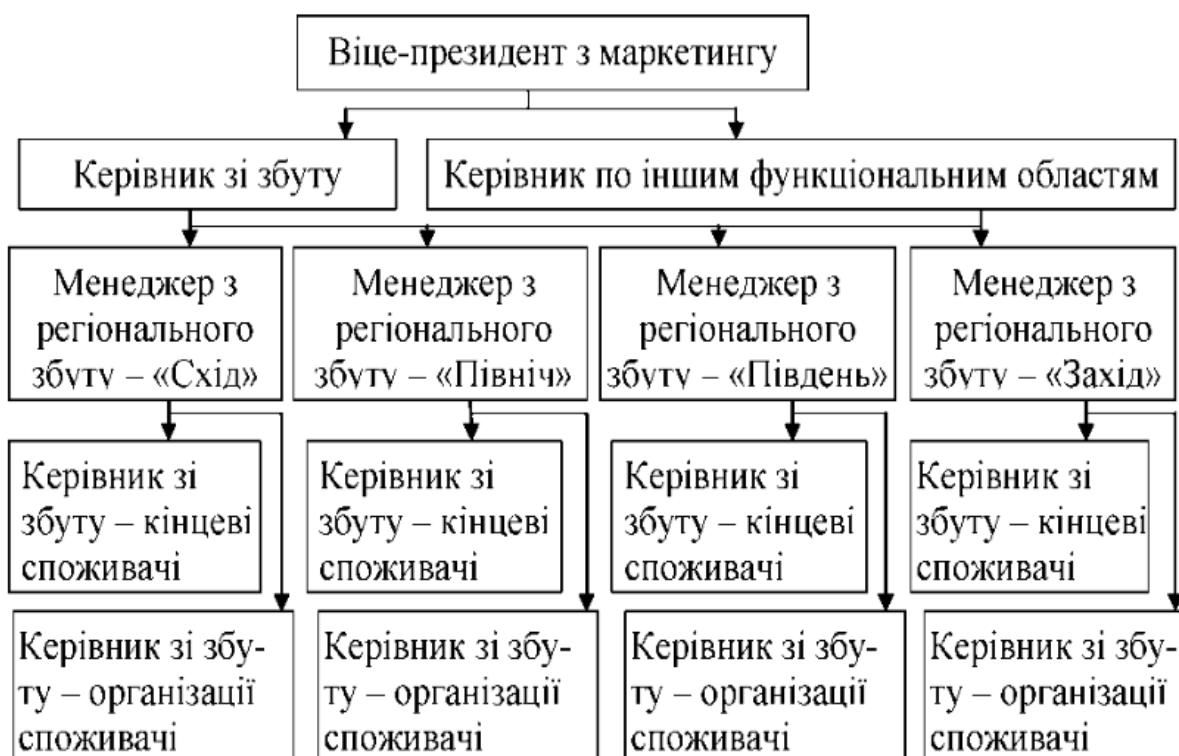 Віце-президент з маркетингу
Керівник зі збуту
Керівник по іншим функціональним областям
Менеджер з
регіонального
збуту – «Схід»
Менеджер з
регіонального
збуту – «Північ»
Менеджер з
регіонального
збуту – «Південь»
Менеджер з
регіонального
збуту – «Захід»
Керівник зі
збуту – кінцеві
споживачі
Керівник зі
збуту – кінцеві
споживачі
Керівник зі
збуту – кінцеві
споживачі
Керівник зі
збуту – кінцеві
споживачі
Керівник зі збу-
ту – організації
споживачі
Керівник зі збу-
ту – організації
споживачі
Керівник зі збу-
ту – організації
споживачі
Керівник зі збу-
ту – організації
споживачі